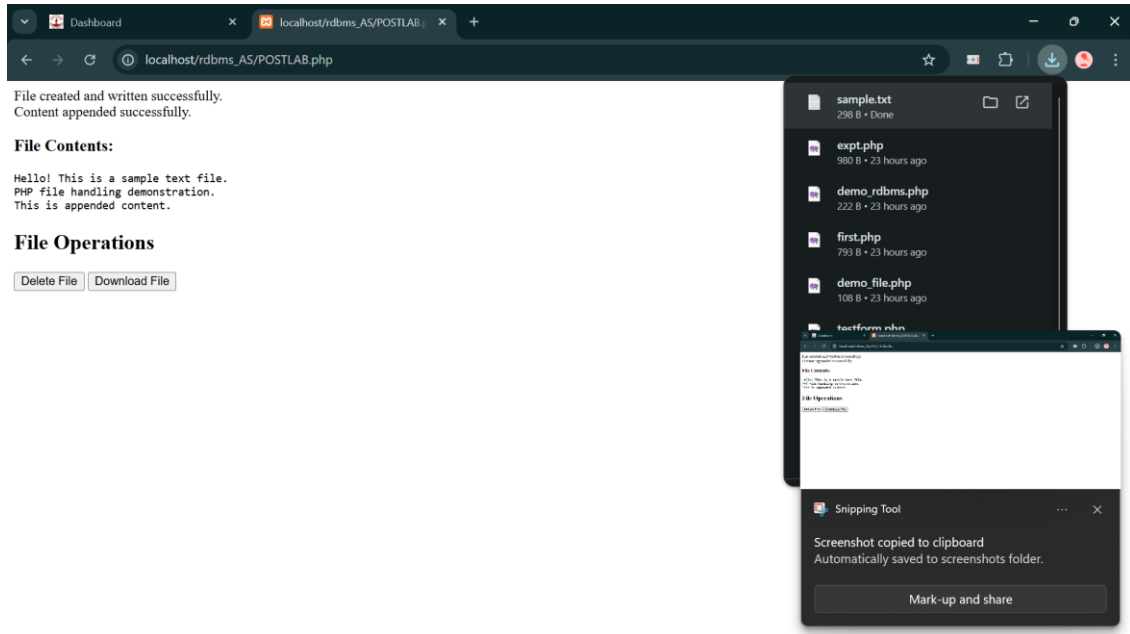 Dashboard
localhost/rdbms_AS/POSTLAB.p
localhost/rdbms_AS/POSTLAB.php
File created and written successfully.
Content appended successfully.
File Contents:
Hello! This is a sample text file.
PHP file handling demonstration.
This is appended content.
File Operations
Delete File Download File
sample.txt
298 B • Done
expt.php
980 B • 23 hours ago
demo_rdbms.php
222 B • 23 hours ago
first.php
793 B • 23 hours ago
demo_file.php
108 B • 23 hours ago
testform.php
File Contents:
File Operations
Snipping Tool
Screenshot copied to clipboard
Automatically saved to screenshots folder.
Mark-up and share